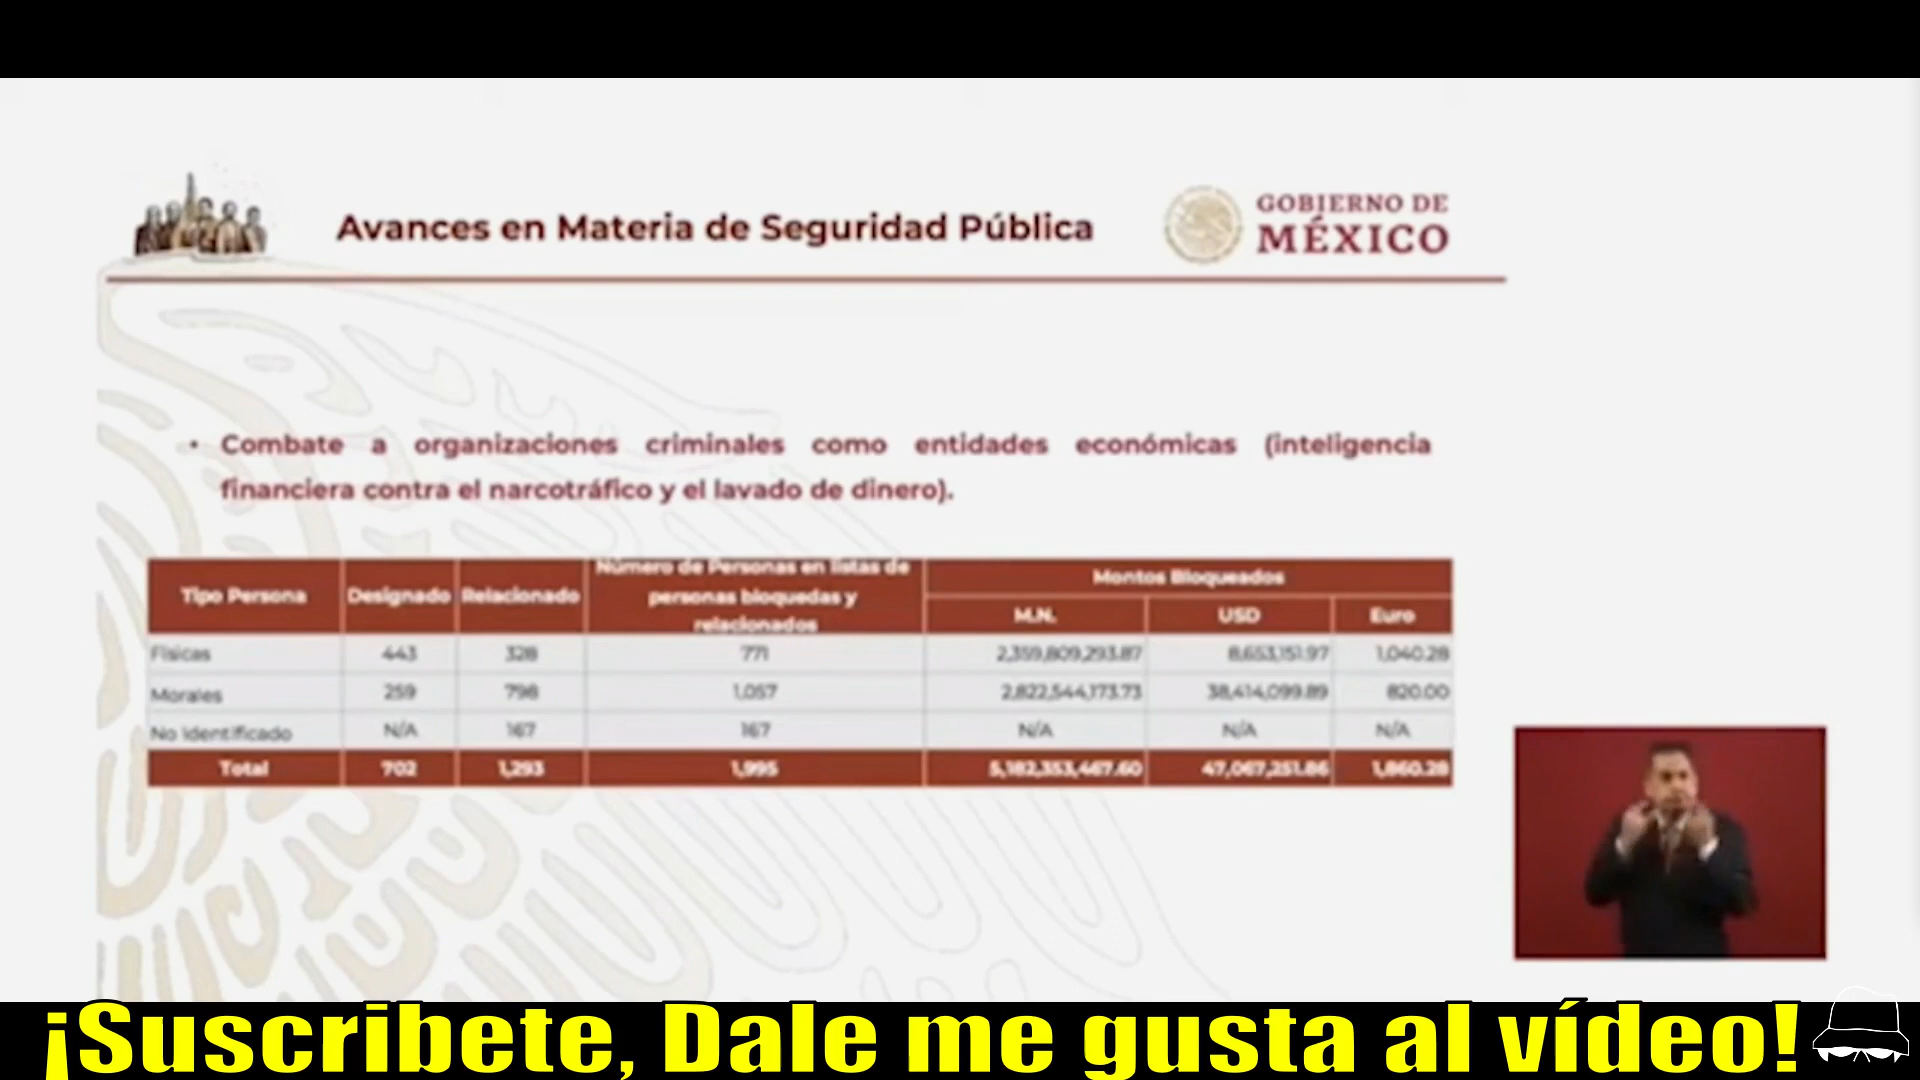 Avances en Materia de Seguridad Pública
GOBIERNO DE
MÉXICO
• Combate a organizaciones criminales como entidades económicas (inteligencia
financiera contra el narcotráfico y el lavado de dinero).
Tipo Persona Designado Relacionado Número de Personas en listas de personas bloquedas y relacionados Montos Bloqueados
M.N. USD Euro
Físicas 443 328 771 2,359,809,293.87 8,653,151.97 1,040.28
Morales 259 798 1,057 2,822,544,173.73 38,414,099.89 820.00
No Identificado N/A 167 167 N/A N/A N/A
Total 702 1,293 1,995 5,182,353,467.60 47,067,251.86 1,860.28
¡Suscribete, Dale me gusta al vídeo!